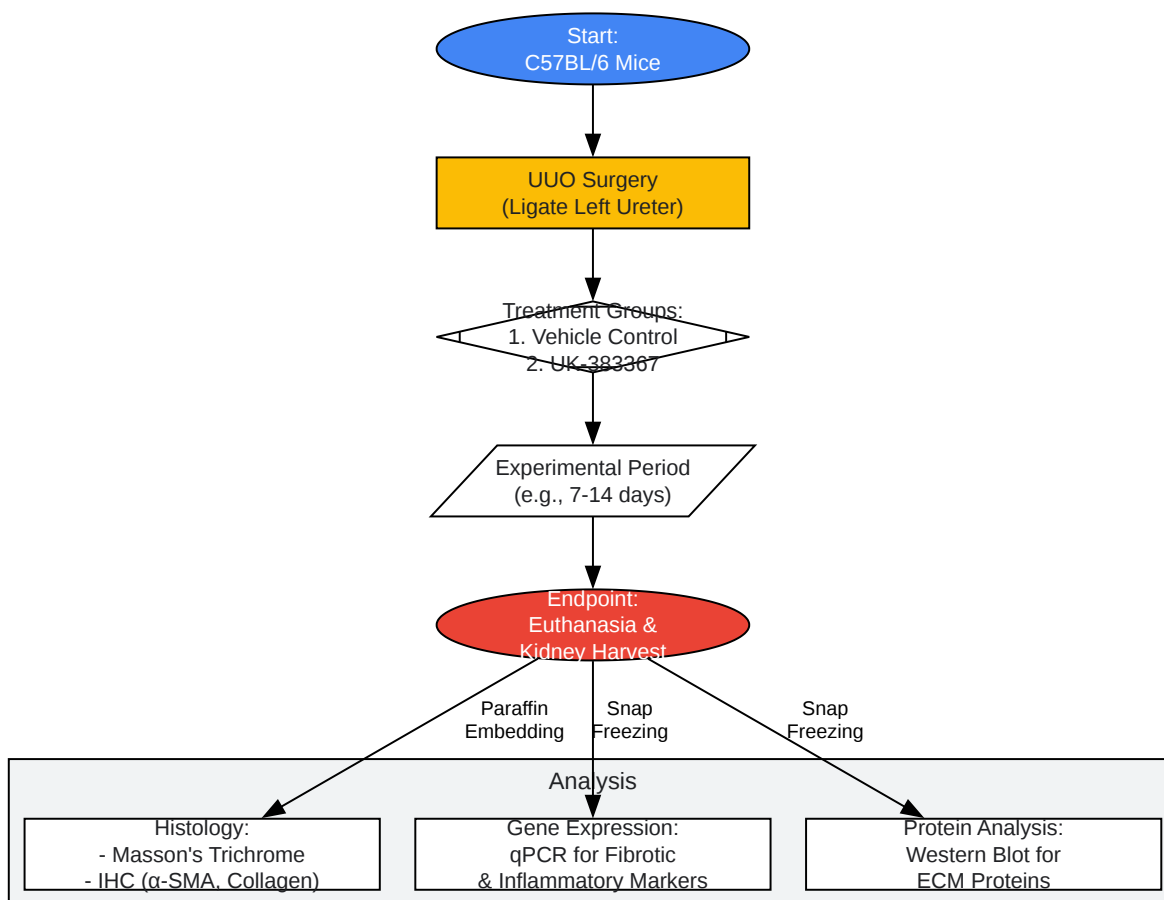 Start:
C57BL/6 Mice
UUO Surgery
(Ligate Left Ureter)
Treatment Groups:
1. Vehicle Control
2. UK-383367
Experimental Period
(e.g., 7-14 days)
Endpoint:
Euthanasia &
Kidney Harvest
Paraffin
Embedding
Snap
Freezing
Snap
Freezing
Analysis
Histology:
- Masson's Trichrome
- IHC (α-SMA, Collagen)
Gene Expression:
qPCR for Fibrotic
& Inflammatory Markers
Protein Analysis:
Western Blot for
ECM Proteins